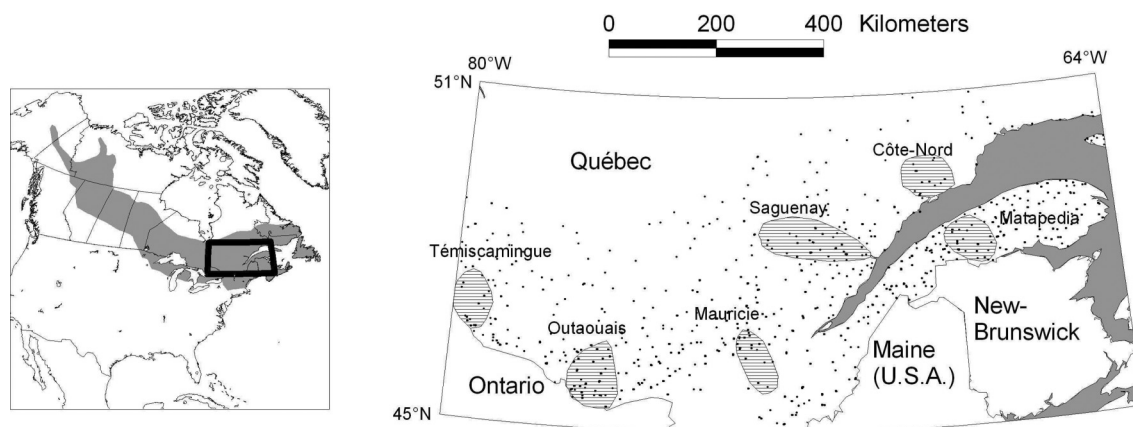 0 200 400 Kilometers
80°W
64°W
51°N
Québec
Côte-Nord
Saguenay
Matapedia
Témiscamingue
Outaouais
Mauricie
New-
Brunswick
Maine
(U.S.A.)
Ontario
45°N